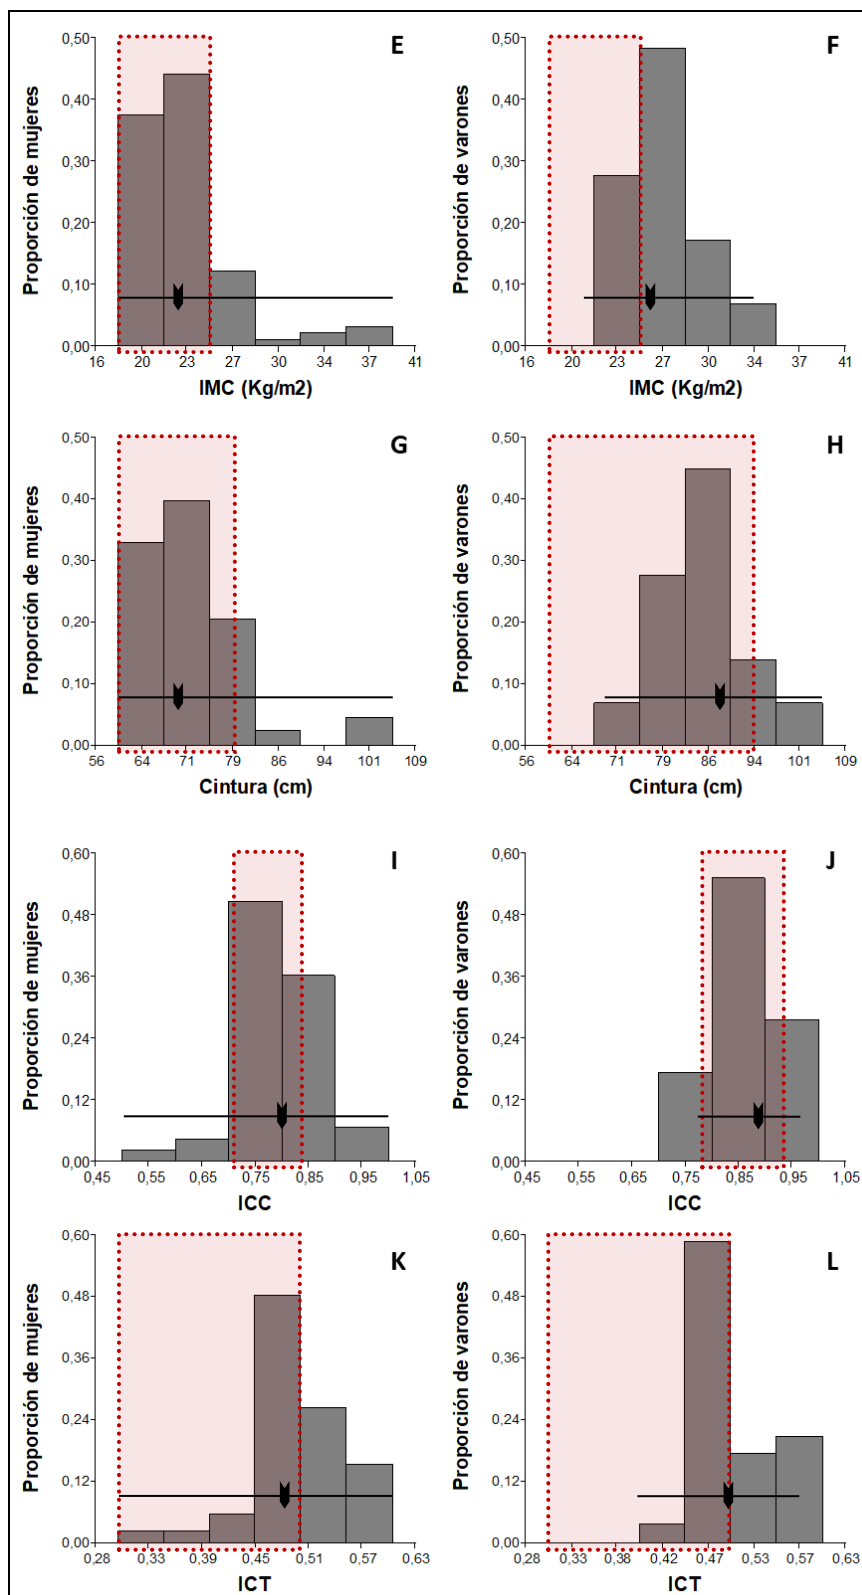 E
Proporción de mujeres
0,50
0,40
0,30
0,20
0,10
0,00
16 20 23 27 30 34 37 41
IMC (Kg/m2)
F
Proporción de varones
0,50
0,40
0,30
0,20
0,10
0,00
16 20 23 27 30 34 37 41
IMC (Kg/m2)
G
Proporción de mujeres
0,50
0,40
0,30
0,20
0,10
0,00
56 64 71 79 86 94 101 109
Cintura (cm)
H
Proporción de varones
0,50
0,40
0,30
0,20
0,10
0,00
56 64 71 79 86 94 101 109
Cintura (cm)
I
Proporción de mujeres
0,60
0,48
0,36
0,24
0,12
0,00
0,45 0,55 0,65 0,75 0,85 0,95 1,05
ICC
J
Proporción de varones
0,60
0,48
0,36
0,24
0,12
0,00
0,45 0,55 0,65 0,75 0,85 0,95 1,05
ICC
K
Proporción de mujeres
0,60
0,48
0,36
0,24
0,12
0,00
0,28 0,33 0,39 0,45 0,51 0,57 0,63
ICT
L
Proporción de varones
0,60
0,48
0,36
0,24
0,12
0,00
0,28 0,33 0,38 0,42 0,47 0,53 0,57 0,63
ICT